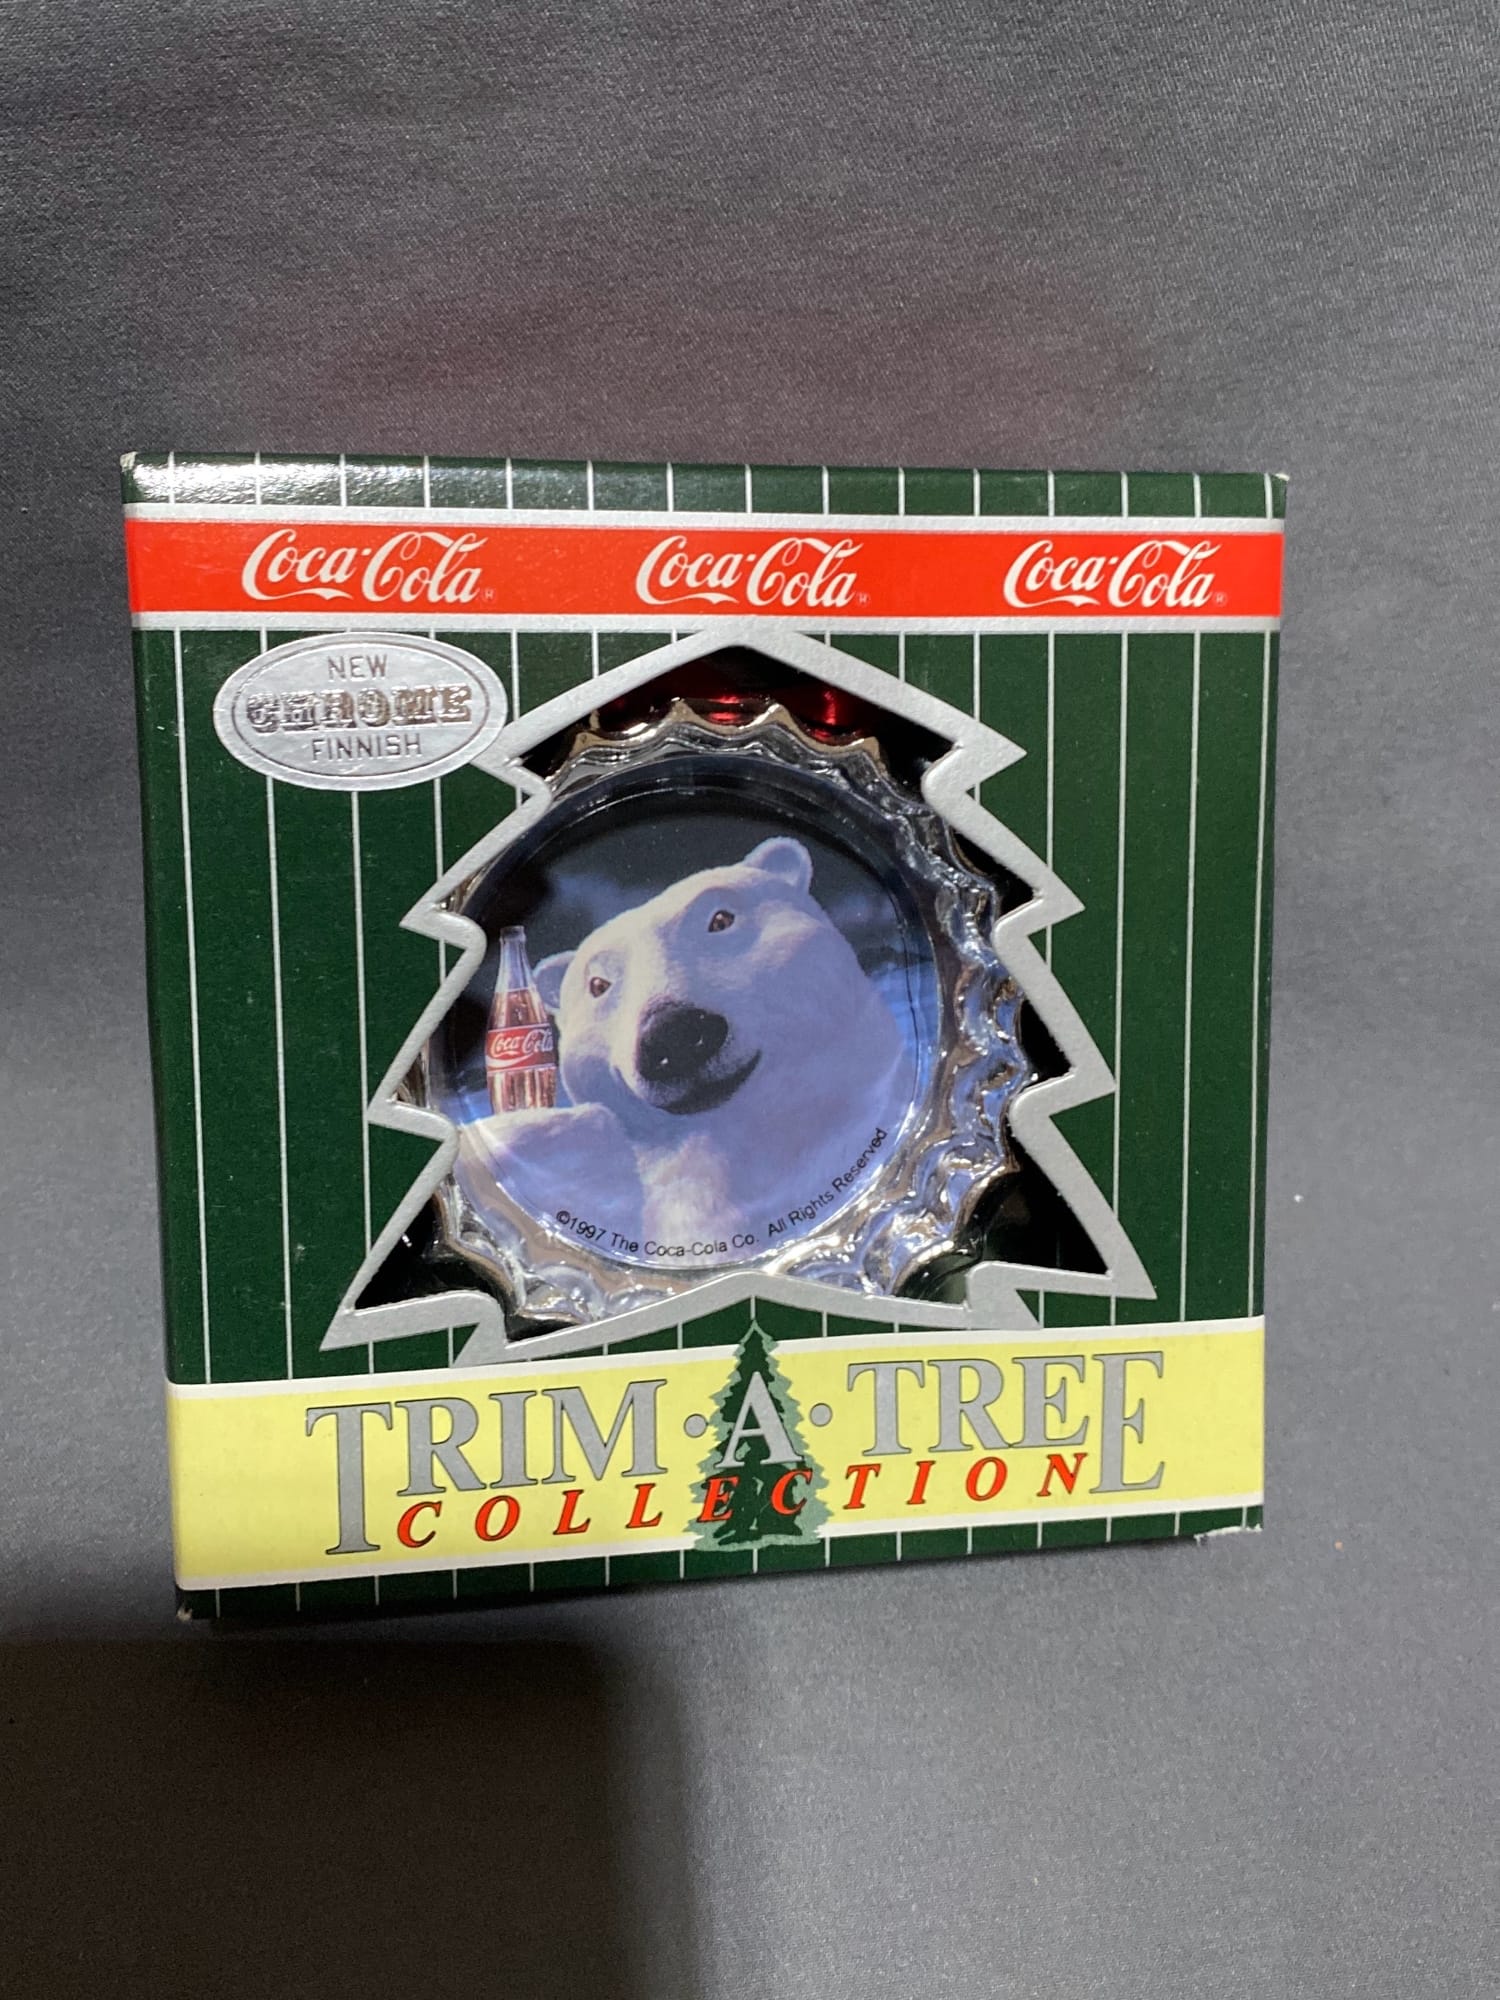 Coca-Cola® Coca-Cola® Coca-Cola®
NEW
CHROME
FINNISH
Coca-Cola
©1997 The Coca-Cola Co. All Rights Reserved
TRIM·A·TREE
COLLECTION